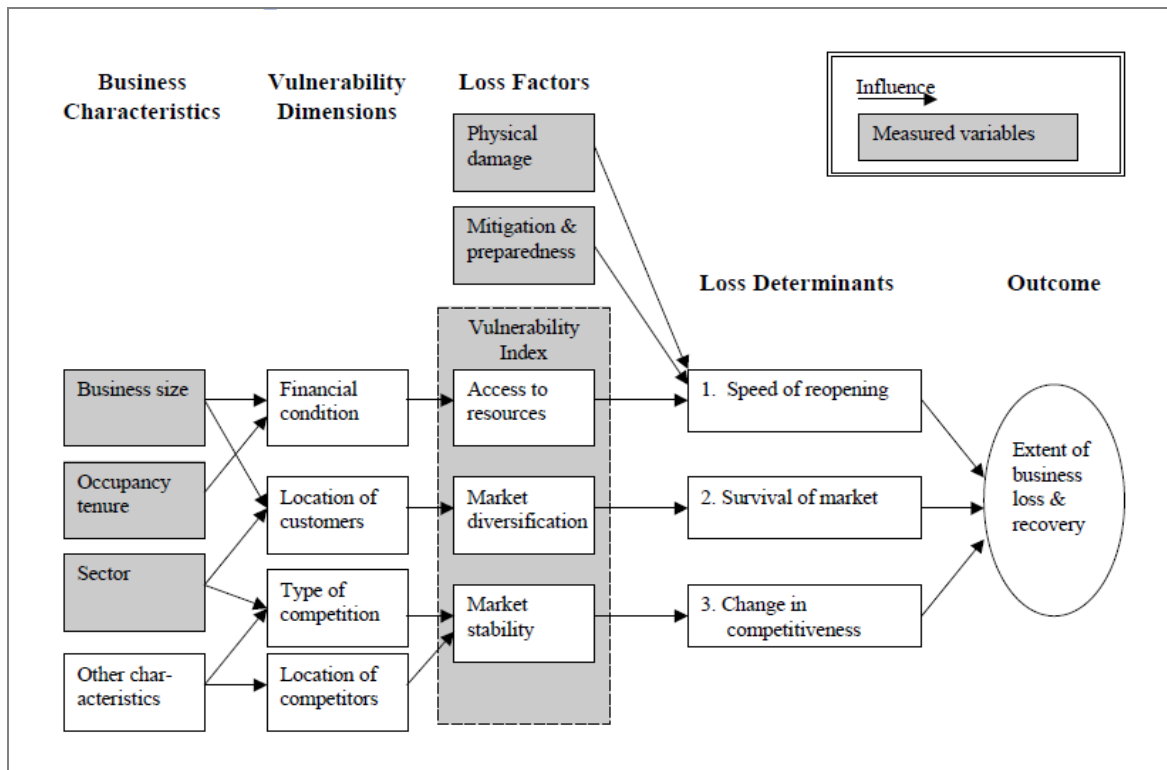 Business
Characteristics
Vulnerability
Dimensions
Loss Factors
Influence
Measured variables
Physical
damage
Mitigation &
preparedness
Loss Determinants
Outcome
Vulnerability
Index
Business size
Financial
condition
Access to
resources
1. Speed of reopening
Occupancy
tenure
Location of
customers
Market
diversification
2. Survival of market
Extent of
business
loss &
recovery
Sector
Type of
competition
Market
stability
3. Change in
competitiveness
Other char-
acteristics
Location of
competitors